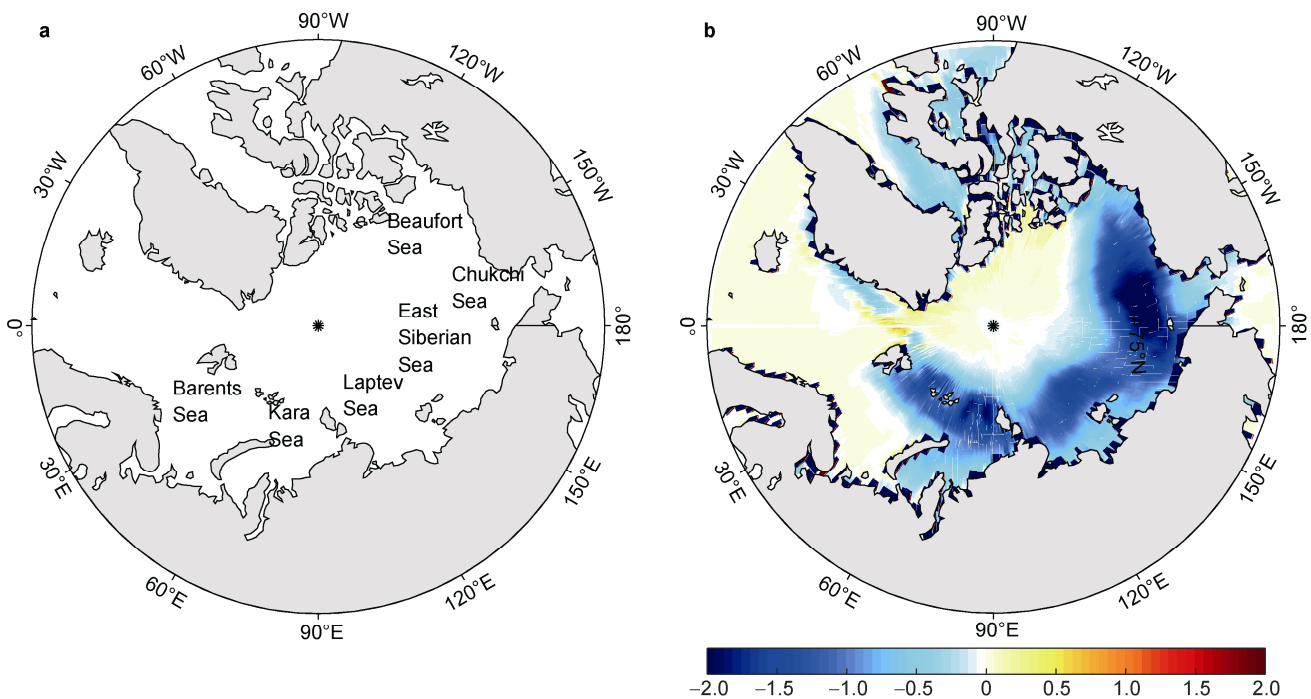 a
90°W
60°W
120°W
30°W
150°W
0°
180°
30°E
150°E
60°E
120°E
90°E
Beaufort
Sea
Chukchi
Sea
East
Siberian
Sea
Laptev
Sea
Barents
Sea
Kara
Sea
b
90°W
60°W
120°W
30°W
150°W
0°
180°
75°N
30°E
150°E
60°E
120°E
90°E
−2.0 −1.5 −1.0 −0.5 0 0.5 1.0 1.5 2.0